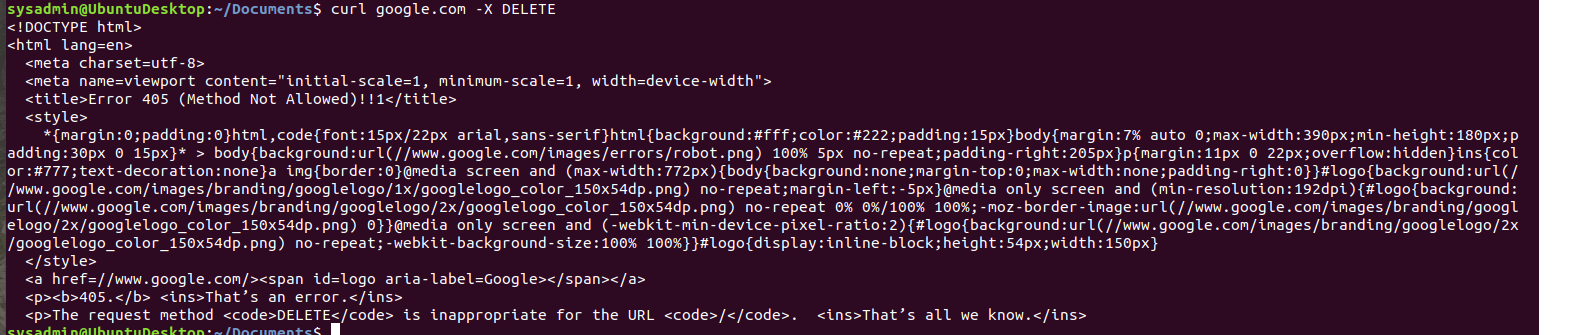 sysadmin@UbuntuDesktop:~/Documents$ curl google.com -X DELETE
<!DOCTYPE html>
<html lang=en>
  <meta charset=utf-8>
  <meta name=viewport content="initial-scale=1, minimum-scale=1, width=device-width">
  <title>Error 405 (Method Not Allowed)!!1</title>
  <style>
    *{margin:0;padding:0}html,code{font:15px/22px arial,sans-serif}html{background:#fff;color:#222;padding:15px}body{margin:7% auto 0;max-width:390px;min-height:180px;p
adding:30px 0 15px}* > body{background:url(//www.google.com/images/errors/robot.png) 100% 5px no-repeat;padding-right:205px}p{margin:11px 0 22px;overflow:hidden}ins{col
or:#777;text-decoration:none}a img{border:0}@media screen and (max-width:772px){body{background:none;margin-top:0;max-width:none;padding-right:0}}#logo{background:url(/
/www.google.com/images/branding/googlelogo/1x/googlelogo_color_150x54dp.png) no-repeat;margin-left:-5px}@media only screen and (min-resolution:192dpi){#logo{background:
url(//www.google.com/images/branding/googlelogo/2x/googlelogo_color_150x54dp.png) no-repeat 0% 0%/100% 100%;-moz-border-image:url(//www.google.com/images/branding/googl
elogo/2x/googlelogo_color_150x54dp.png) 0}}@media only screen and (-webkit-min-device-pixel-ratio:2){#logo{background:url(//www.google.com/images/branding/googlelogo/2x
/googlelogo_color_150x54dp.png) no-repeat;-webkit-background-size:100% 100%}}#logo{display:inline-block;height:54px;width:150px}
  </style>
  <a href=//www.google.com/><span id=logo aria-label=Google></span></a>
  <p><b>405.</b> <ins>That’s an error.</ins>
  <p>The request method <code>DELETE</code> is inappropriate for the URL <code>/</code>.  <ins>That’s all we know.</ins>
sysadmin@UbuntuDesktop:~/Documents$